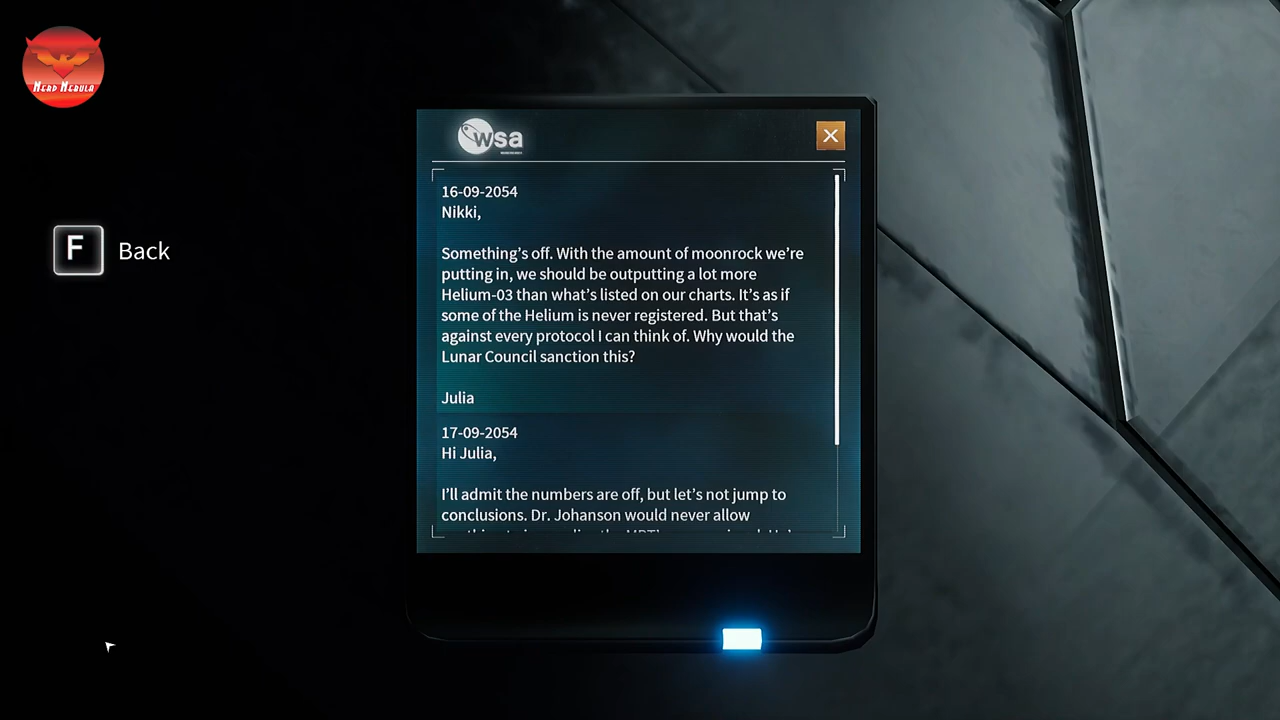 Nerd Nebula
wsa
F Back
16-09-2054
Nikki,
Something's off. With the amount of moonrock we're
putting in, we should be outputting a lot more
Helium-03 than what's listed on our charts. It's as if
some of the Helium is never registered. But that's
against every protocol I can think of. Why would the
Lunar Council sanction this?
Julia
17-09-2054
Hi Julia,
I'll admit the numbers are off, but let's not jump to
conclusions. Dr. Johanson would never allow